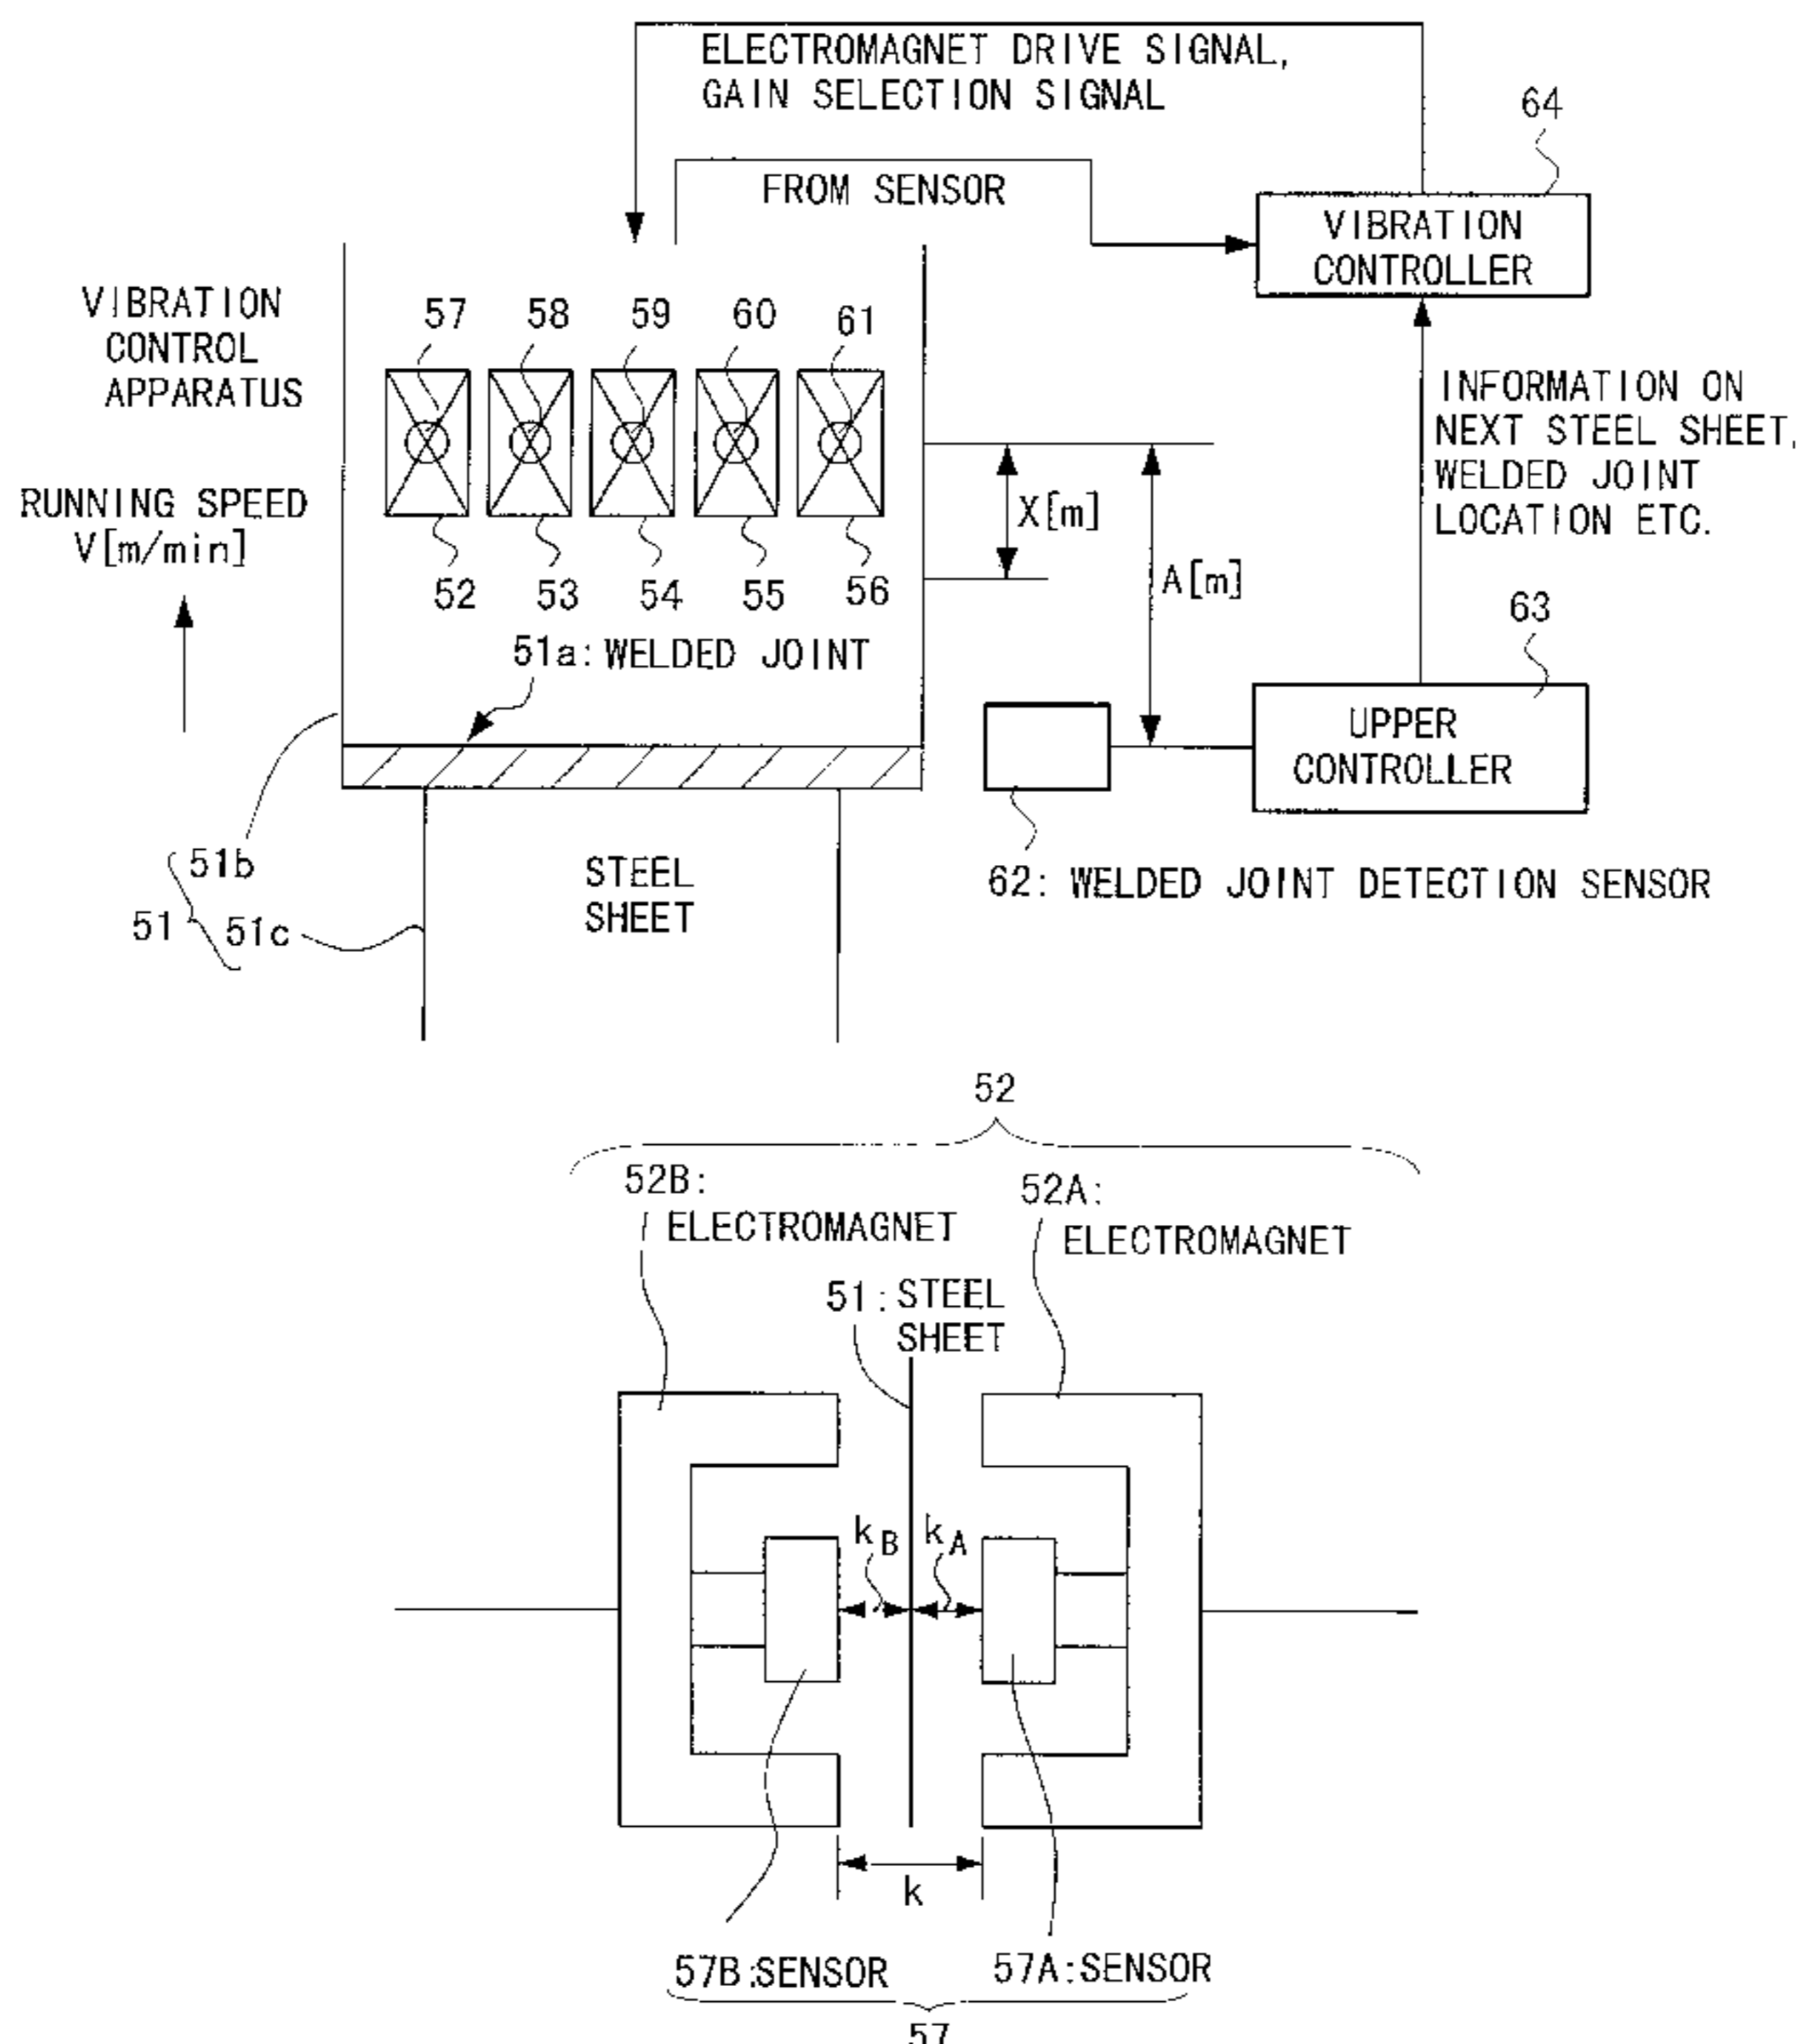 ELECTROMAGNET DRIVE SIGNAL,
GAIN SELECTION SIGNAL
64
FROM SENSOR
VIBRATION
CONTROLLER
VIBRATION
CONTROL
APPARATUS
57
58
59
60
61
INFORMATION ON
NEXT STEEL SHEET,
WELDED JOINT
LOCATION ETC.
RUNNING SPEED
V[m/min]
X[m]
A[m]
52
53
54
55
56
63
51a: WELDED JOINT
UPPER
CONTROLLER
51b
51
51c
STEEL
SHEET
62: WELDED JOINT DETECTION SENSOR
52
52B:
ELECTROMAGNET
52A:
ELECTROMAGNET
51: STEEL
SHEET
kB
kA
k
57B:SENSOR
57A:SENSOR
57